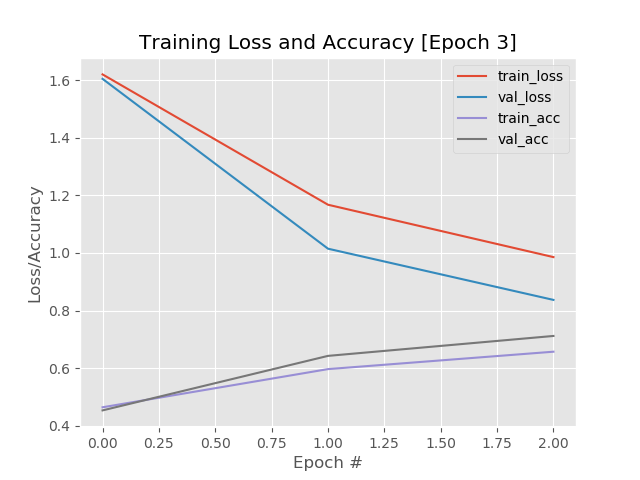 Training Loss and Accuracy [Epoch 3]
train_loss
val_loss
train_acc
val_acc
Loss/Accuracy
1.6
1.4
1.2
1.0
0.8
0.6
0.4
0.00 0.25 0.50 0.75 1.00 1.25 1.50 1.75 2.00
Epoch #